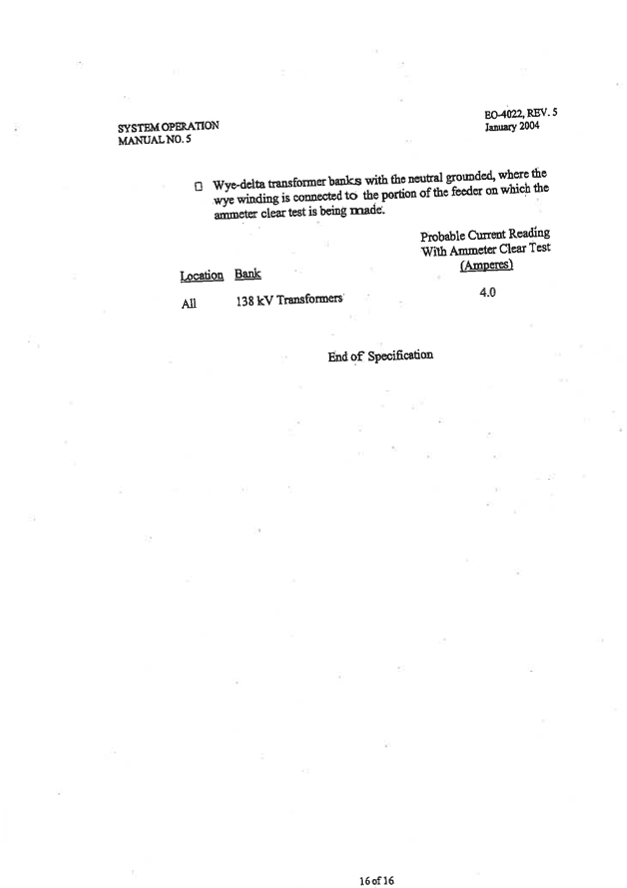 SYSTEM OPERATION
MANUAL NO. 5
EO-4022, REV. 5
January 2004
Wye-delta transformer banks with the neutral grounded, where the
wye winding is connected to the portion of the feeder on which the
ammeter clear test is being made.
Probable Current Reading
With Ammeter Clear Test
(Amperes)
Location Bank
All 138 kV Transformers 4.0
End of Specification
16 of 16